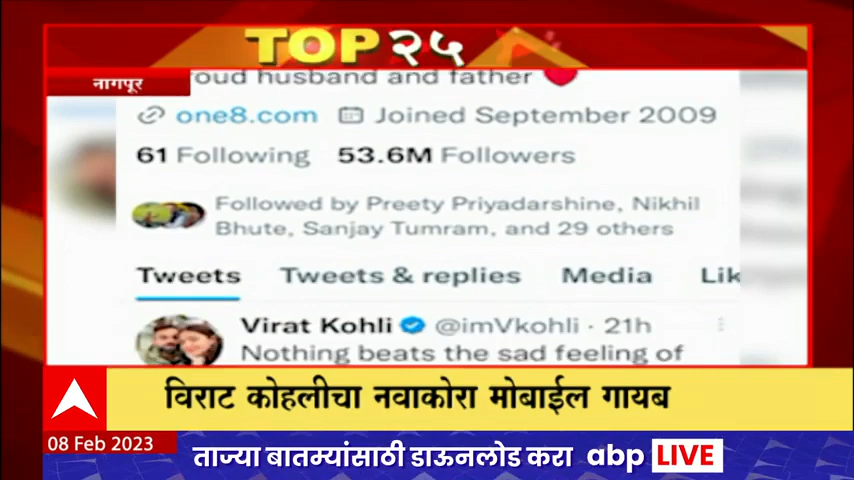 TOP २५
नागपूर
roud husband and father
one8.com Joined September 2009
61 Following 53.6M Followers
Followed by Preety Priyadarshine, Nikhil
Bhute, Sanjay Tumram, and 29 others
Tweets Tweets & replies Media Lik
Virat Kohli @imVkohli · 21h
Nothing beats the sad feeling of
विराट कोहलीचा नवाकोरा मोबाईल गायब
08 Feb 2023
ताज्या बातम्यांसाठी डाऊनलोड करा abp LIVE